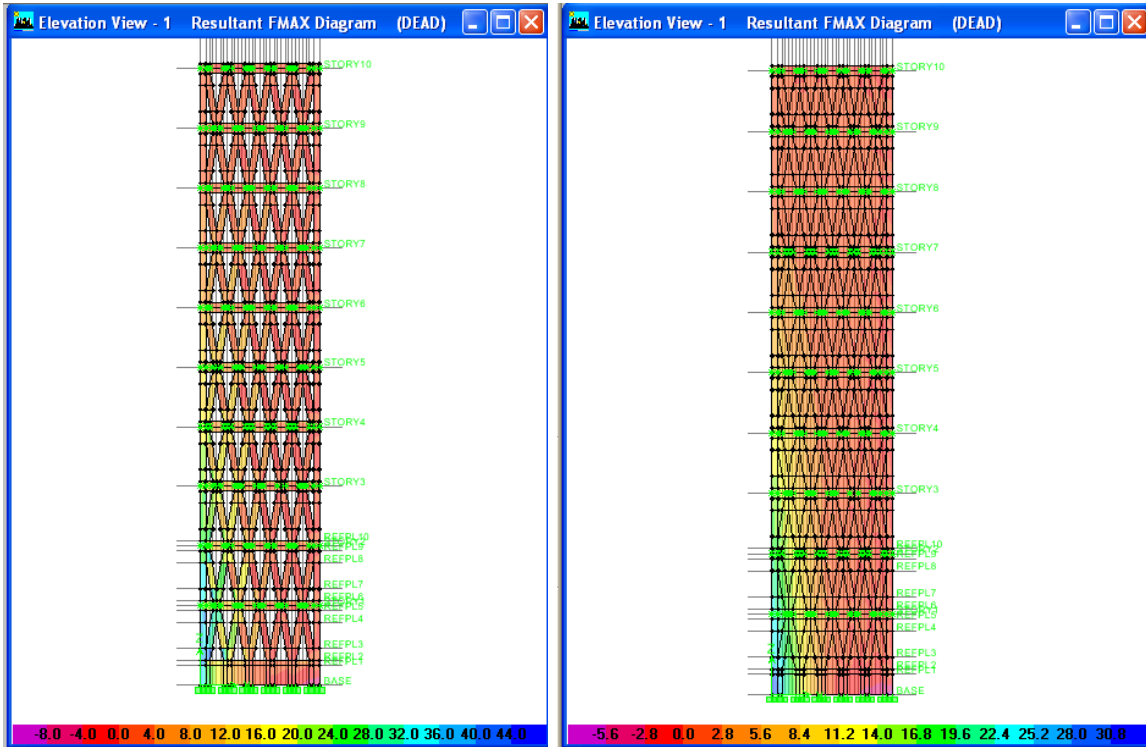 Elevation View - 1 Resultant FMAX Diagram (DEAD)
STORY10
STORY9
STORY8
STORY7
STORY6
STORY5
STORY4
STORY3
REFPL10
REFPL9
REFPL8
REFPL7
REFPL6
REFPL5
REFPL4
REFPL3
REFPL2
REFPL1
BASE
-8.0 -4.0 0.0 4.0 8.0 12.0 16.0 20.0 24.0 28.0 32.0 36.0 40.0 44.0
Elevation View - 1 Resultant FMAX Diagram (DEAD)
STORY10
STORY9
STORY8
STORY7
STORY6
STORY5
STORY4
STORY3
REFPL10
REFPL9
REFPL8
REFPL7
REFPL6
REFPL5
REFPL4
REFPL3
REFPL2
REFPL1
BASE
-5.6 -2.8 0.0 2.8 5.6 8.4 11.2 14.0 16.8 19.6 22.4 25.2 28.0 30.8